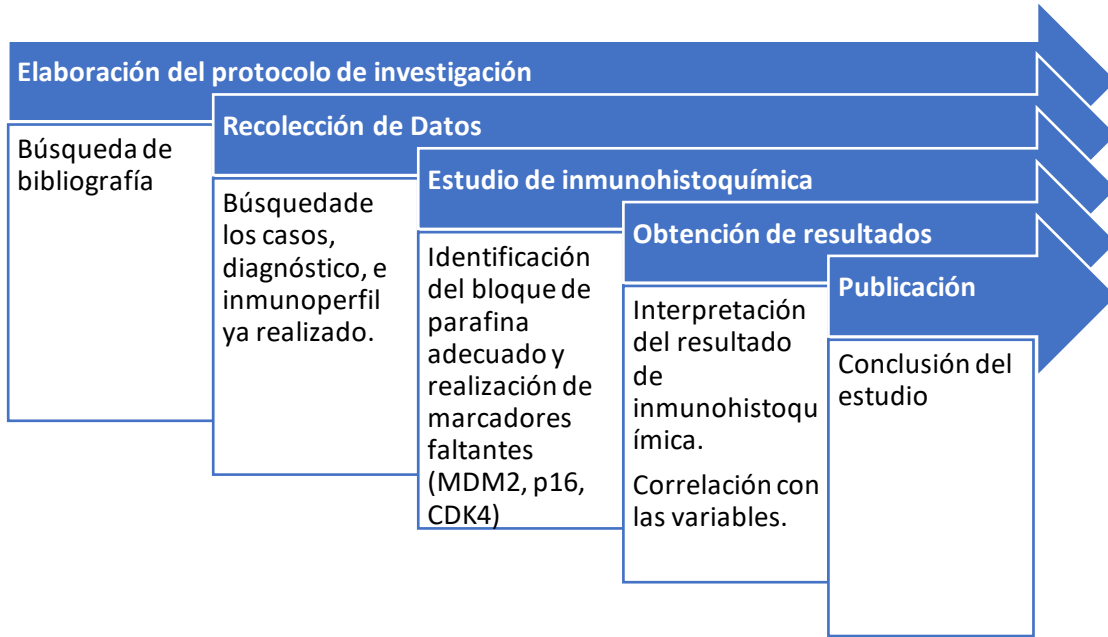 Elaboración del protocolo de investigación
Búsqueda de
bibliografía
Recolección de Datos
Búsquedade
los casos,
diagnóstico, e
inmunoperfil
ya realizado.
Estudio de inmunohistoquímica
Identificación
del bloque de
parafina
adecuado y
realización de
marcadores
faltantes
(MDM2, p16,
CDK4)
Obtención de resultados
Interpretación
del resultado
de
inmunohistoqu
ímica.
Correlación con
las variables.
Publicación
Conclusión del
estudio